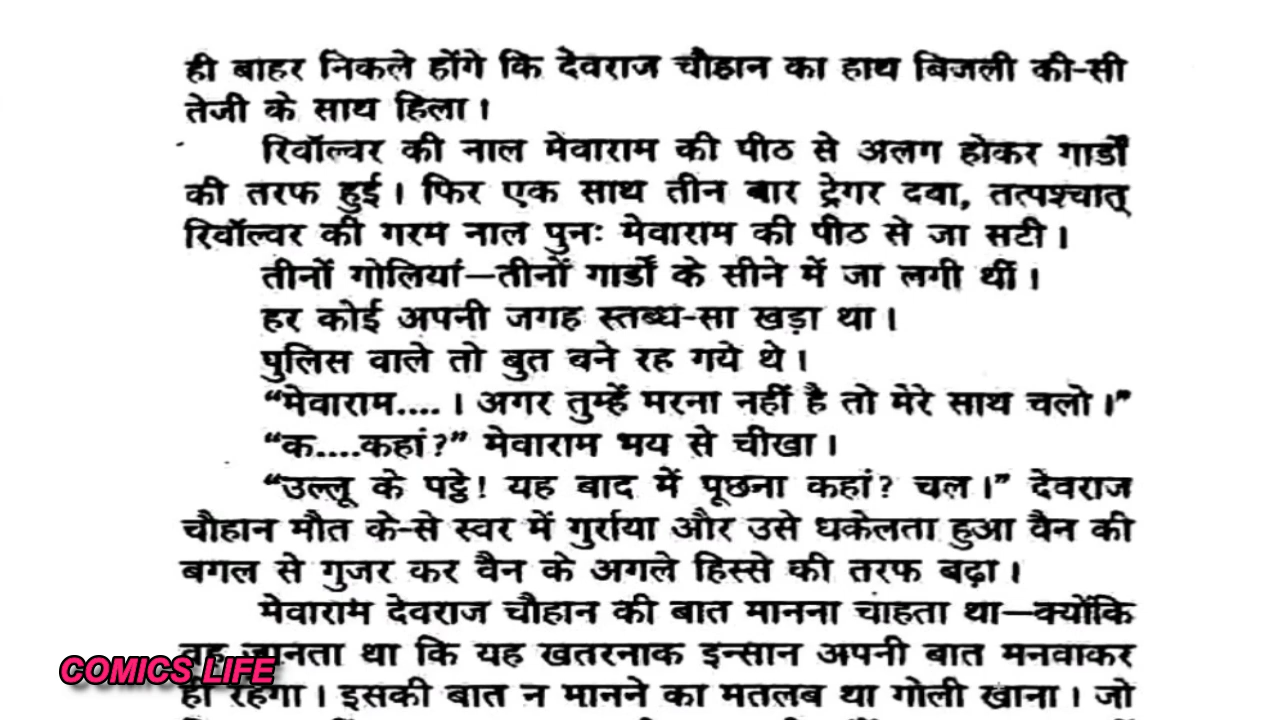 ही बाहर निकले होंगे कि देवराज चौहान का हाथ बिजली की-सी
तेजी के साथ हिला।
रिवॉल्वर की नाल मेवाराम की पीठ से अलग होकर गार्डों
की तरफ हुई। फिर एक साथ तीन बार ट्रेगर दवा, तत्पश्चात्
रिवॉल्वर की गरम नाल पुनः मेवाराम की पीठ से जा सटी।
तीनों गोलियां—तीनों गार्डों के सीने में जा लगी थीं।
हर कोई अपनी जगह स्तब्ध-सा खड़ा था।
पुलिस वाले तो बुत बने रह गये थे।
“मेवाराम....। अगर तुम्हें मरना नहीं है तो मेरे साथ चलो।”
“क....कहां?” मेवाराम भय से चीखा।
“उल्लू के पट्ठे! यह बाद में पूछना कहां? चल।” देवराज
चौहान मौत के-से स्वर में गुर्राया और उसे धकेलता हुआ वैन की
बगल से गुजर कर वैन के अगले हिस्से की तरफ बढ़ा।
मेवाराम देवराज चौहान की बात मानना चाहता था—क्योंकि
वह जानता था कि यह खतरनाक इन्सान अपनी बात मनवाकर
ही रहेगा। इसकी बात न मानने का मतलब था गोली खाना। जो
COMICS LIFE